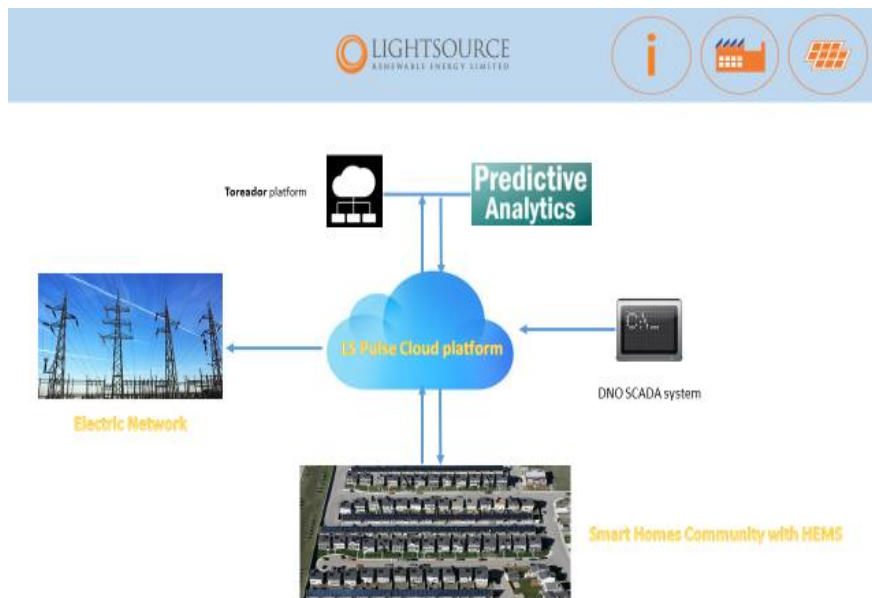 LIGHTSOURCE
RENEWABLE ENERGY LIMITED
i
Toreador platform
Predictive
Analytics
LS Pulse Cloud platform
C:\_
DNO SCADA system
Electric Network
Smart Homes Community with HEMS